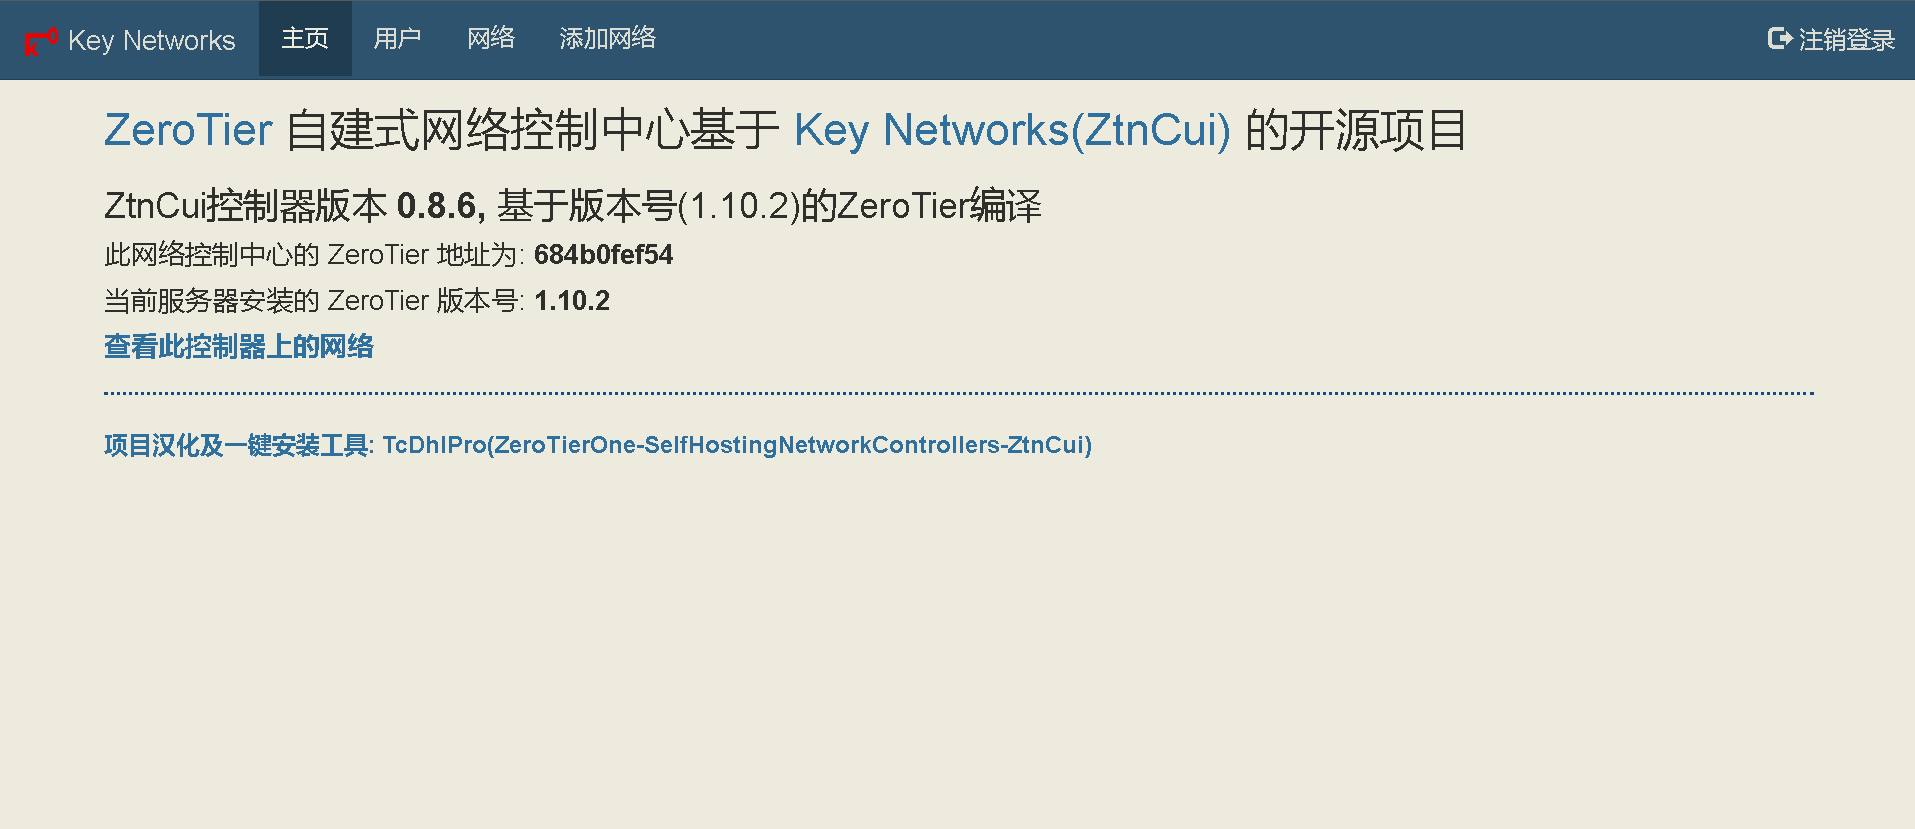 Key Networks 主页 用户 网络 添加网络 注销登录
ZeroTier 自建式网络控制中心基于 Key Networks(ZtnCui) 的开源项目
ZtnCui控制器版本 0.8.6, 基于版本号(1.10.2)的ZeroTier编译
此网络控制中心的 ZeroTier 地址为: 684b0fef54
当前服务器安装的 ZeroTier 版本号: 1.10.2
查看此控制器上的网络
项目汉化及一键安装工具: TcDhlPro(ZeroTierOne-SelfHostingNetworkControllers-ZtnCui)